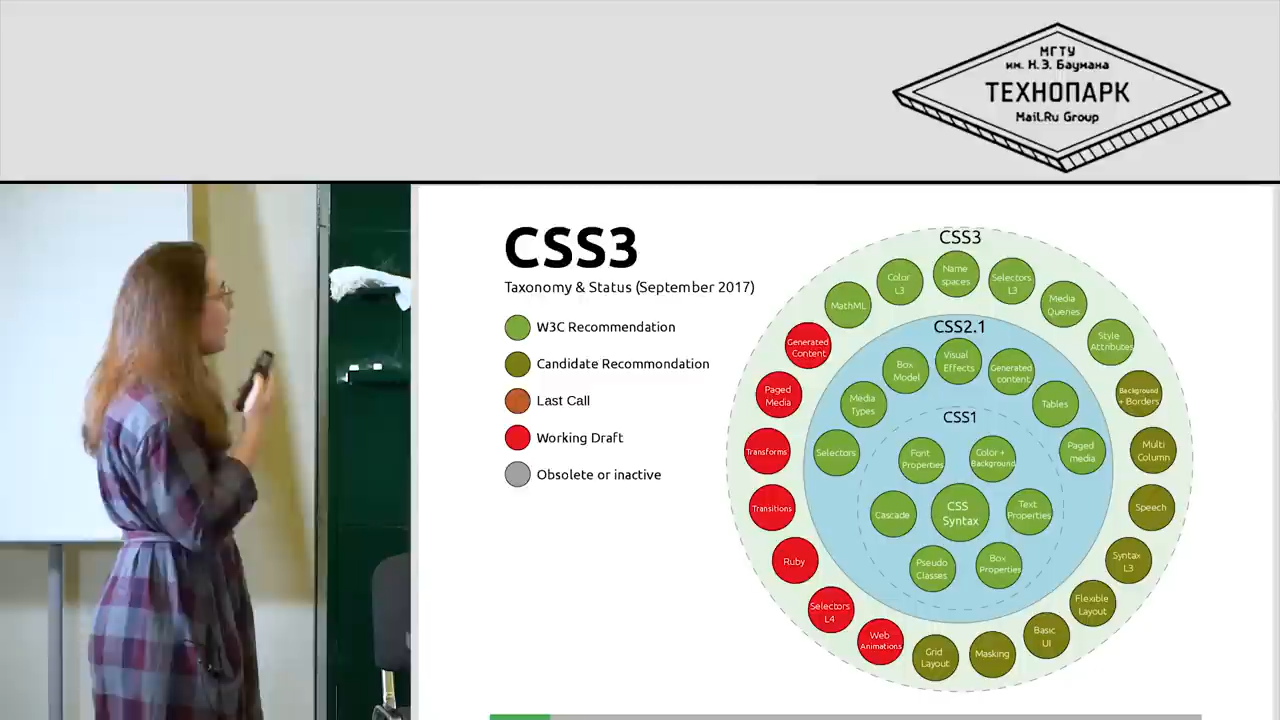 МГТУ
им. Н.Э. Баумана
ТЕХНОПАРК
Mail.Ru Group
CSS3
Taxonomy & Status (September 2017)
W3C Recommendation
Candidate Recommondation
Last Call
Working Draft
Obsolete or inactive
CSS3
Name
spaces
Selectors
L3
Media
Queries
Style
Attributes
Background
+ Borders
Multi
Column
Speech
Syntax
L3
Flexible
Layout
Basic
UI
Masking
Grid
Layout
Web
Animations
Selectors
L4
Ruby
Transitions
Transforms
Paged
Media
Generated
Content
MathML
Color
L3
CSS2.1
Visual
Effects
Generated
content
Tables
Paged
media
Selectors
Media
Types
Box
Model
CSS1
Font
Properties
Color +
Background
Cascade
CSS
Syntax
Text
Properties
Pseudo
Classes
Box
Properties